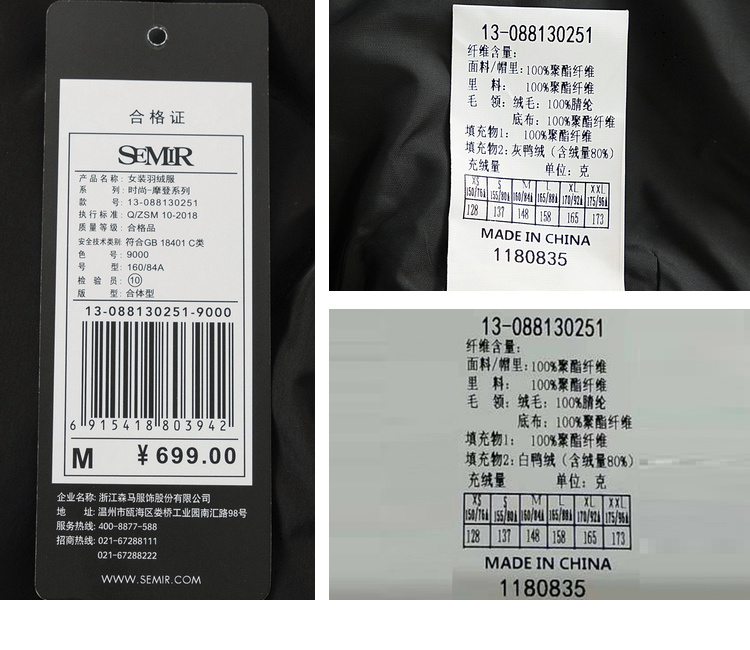 合格证
SEMIR
产品名称: 女装羽绒服
系 列: 时尚-摩登系列
款 号: 13-088130251
执行标准: Q/ZSM 10-2018
质量等级: 合格品
安全技术类别: 符合GB 18401 C类
色 号: 9000
号 型: 160/84A
检 验 员: ⑩
版 型: 合体型
13-088130251-9000
6 915418 803942
M ¥699.00
企业名称: 浙江森马服饰股份有限公司
地 址: 温州市瓯海区娄桥工业园南汇路98号
服务热线: 400-8877-588
招商热线: 021-67288111
021-67288222
WWW.SEMIR.COM
13-088130251
纤维含量:
面料/帽里: 100%聚酯纤维
里 料: 100%聚酯纤维
毛 领: 绒毛: 100%腈纶
底布: 100%聚酯纤维
填充物1: 100%聚酯纤维
填充物2: 灰鸭绒 (含绒量80%)
充绒量 单位: 克
XS S M L XL XXL
150/76A 155/80A 160/84A 165/88A 170/92A 175/96A
128 137 148 158 165 173
MADE IN CHINA
1180835
13-088130251
纤维含量:
面料/帽里: 100%聚酯纤维
里 料: 100%聚酯纤维
毛 领: 绒毛: 100%腈纶
底布: 100%聚酯纤维
填充物1: 100%聚酯纤维
填充物2: 白鸭绒 (含绒量80%)
充绒量 单位: 克
XS S M L XL XXL
150/76A 155/80A 160/84A 165/88A 170/92A 175/96A
128 137 148 158 165 173
MADE IN CHINA
1180835